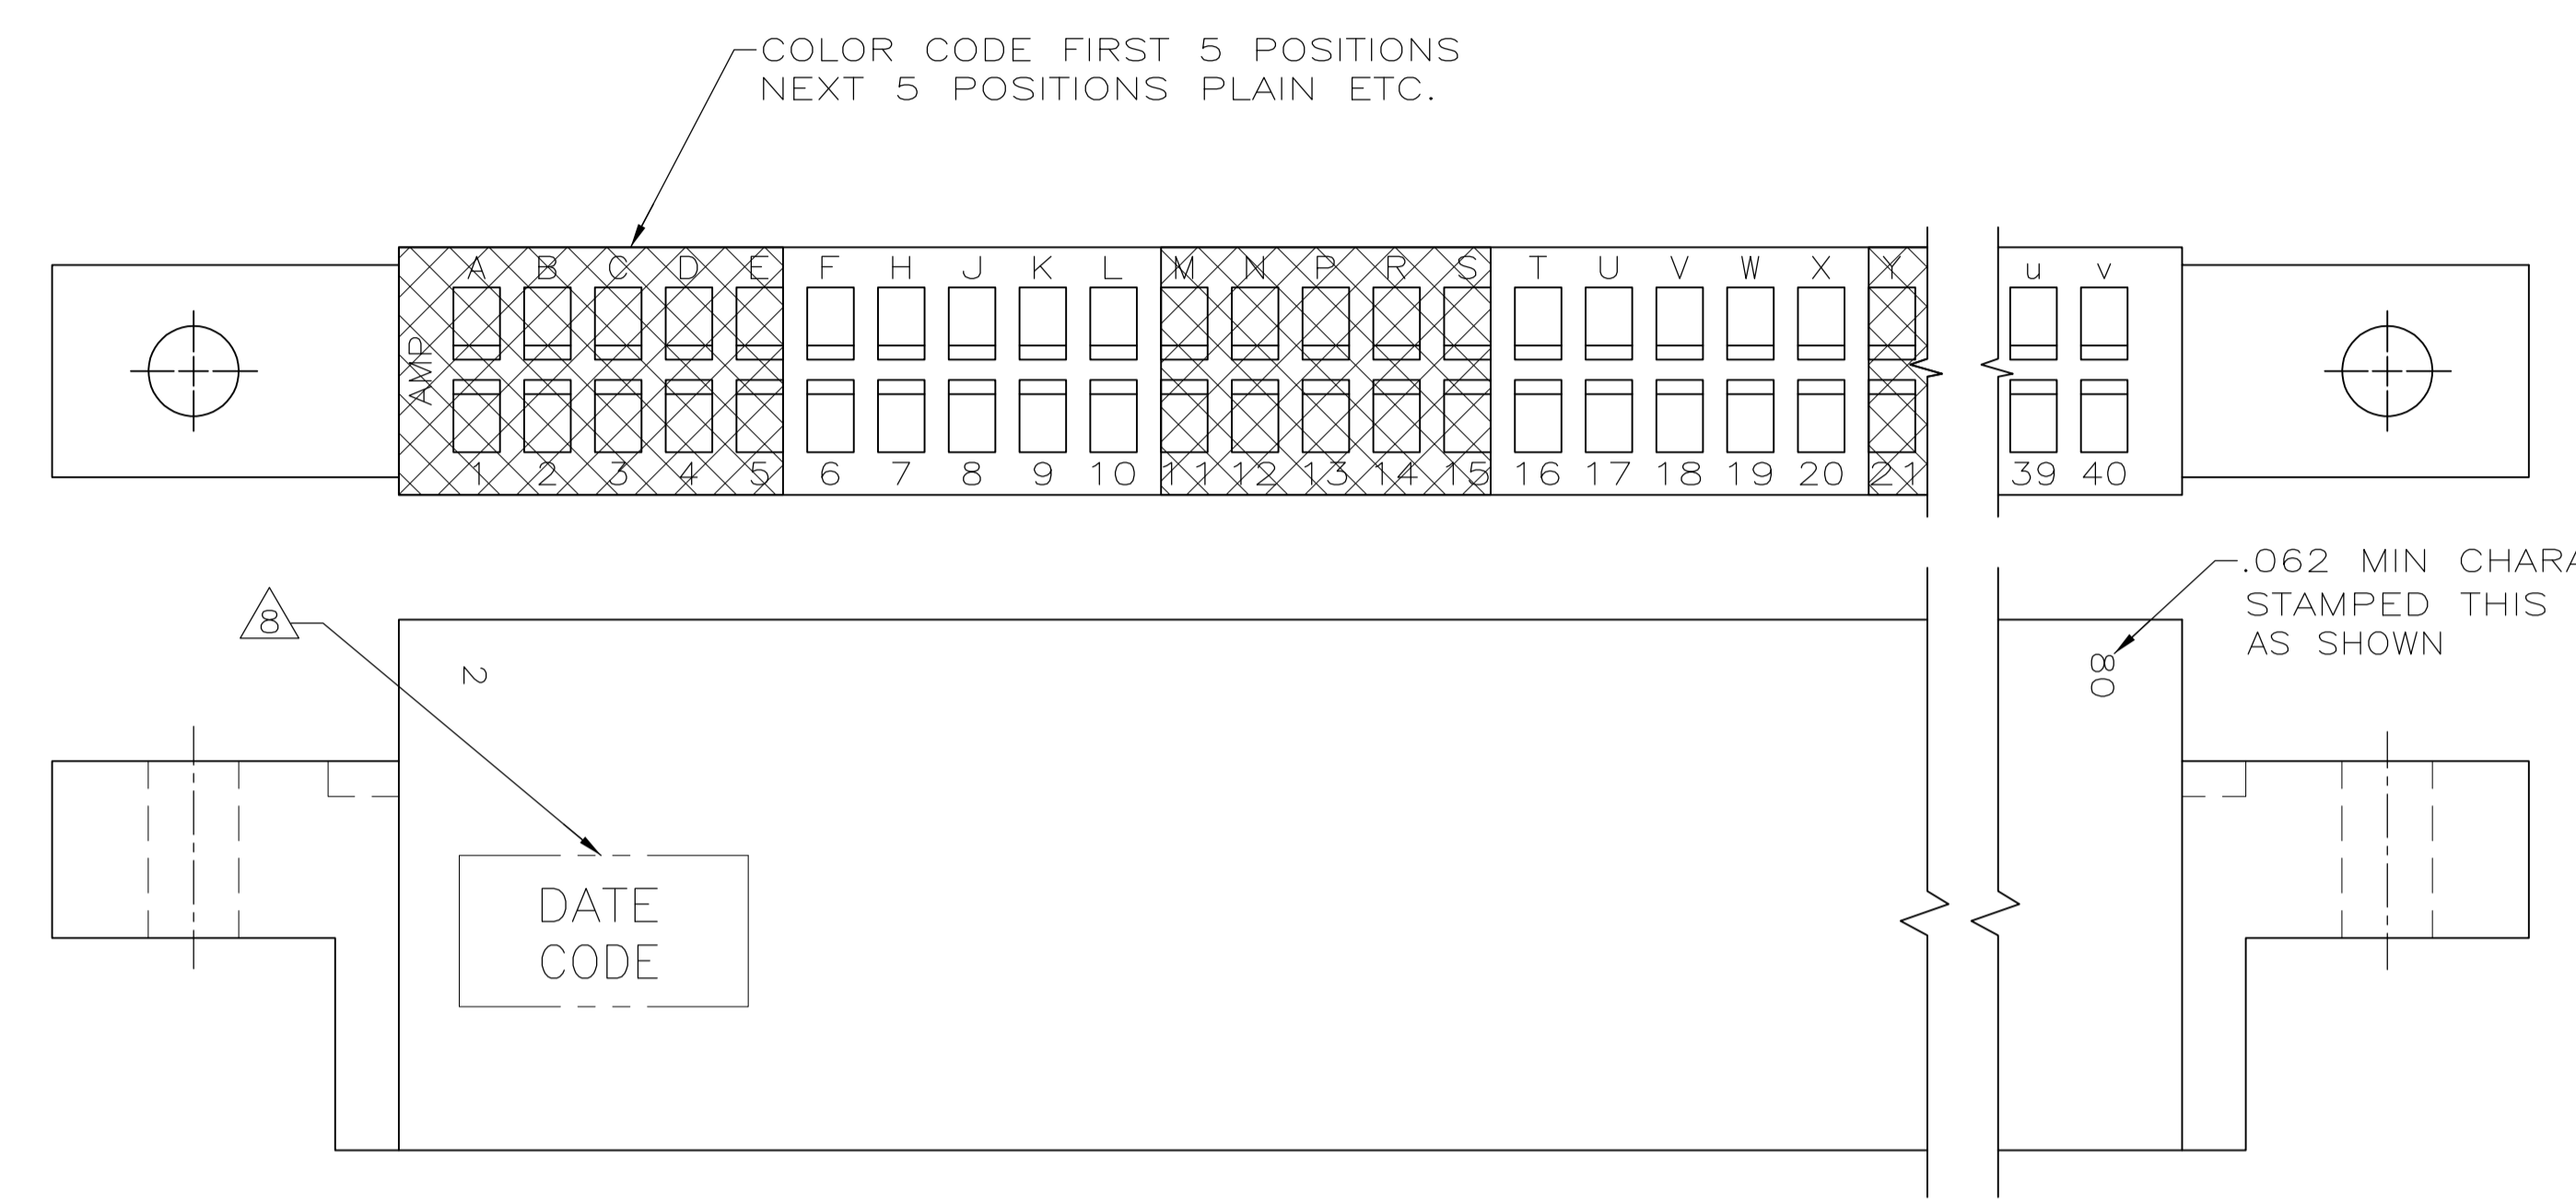 COLOR CODE FIRST 5 POSITIONS
NEXT 5 POSITIONS PLAIN ETC.
A B C D E F H J K L M N P R S T U V W X Y u v
AMP
1 2 3 4 5 6 7 8 9 10 11 12 13 14 15 16 17 18 19 20 21 39 40
.062 MIN
STAMPED THIS
AS SHOWN
8
2
80
DATE
CODE